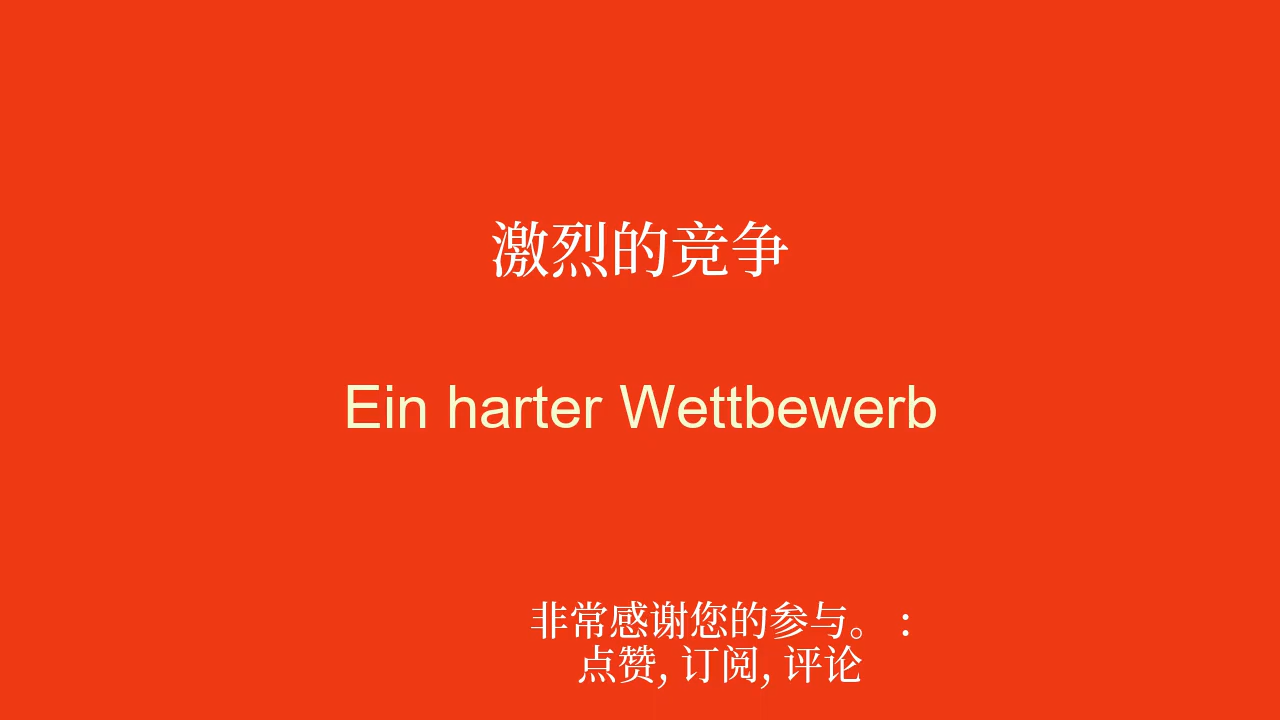 激烈的竞争
Ein harter Wettbewerb
非常感谢您的参与。 :
点赞, 订阅, 评论